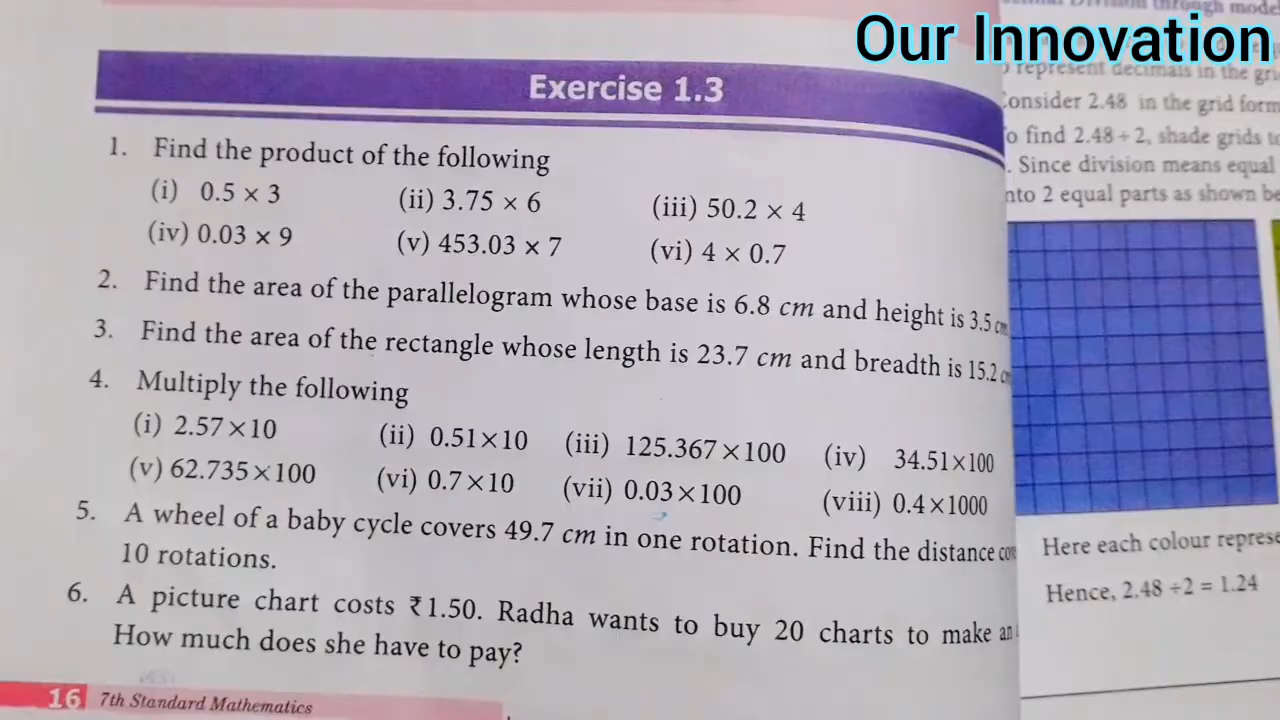 Our Innovation
Exercise 1.3
1. Find the product of the following
(i) 0.5 × 3 (ii) 3.75 × 6 (iii) 50.2 × 4
(iv) 0.03 × 9 (v) 453.03 × 7 (vi) 4 × 0.7
2. Find the area of the parallelogram whose base is 6.8 cm and height is 3.5 cm
3. Find the area of the rectangle whose length is 23.7 cm and breadth is 15.2
4. Multiply the following
(i) 2.57×10 (ii) 0.51×10 (iii) 125.367×100 (iv) 34.51×100
(v) 62.735×100 (vi) 0.7×10 (vii) 0.03×100 (viii) 0.4×1000
5. A wheel of a baby cycle covers 49.7 cm in one rotation. Find the distance
10 rotations.
6. A picture chart costs ₹1.50. Radha wants to buy 20 charts to make an
How much does she have to pay?
16 7th Standard Mathematics
through
represent decimals in the
Consider 2.48 in the grid form
To find 2.48 ÷ 2, shade grids
. Since division means equal
into 2 equal parts as shown
Here each colour
Hence, 2.48 ÷2 = 1.24